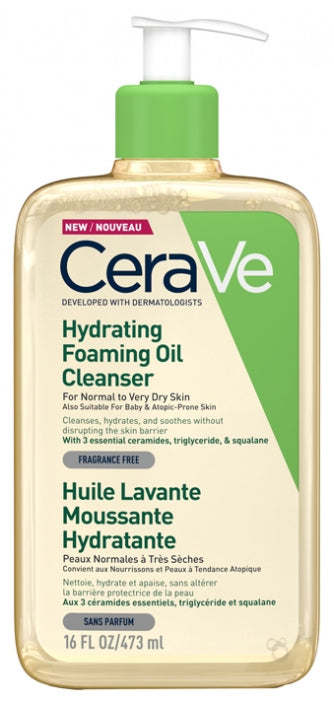 NEW / NOUVEAU
CeraVe
DEVELOPED WITH DERMATOLOGISTS
Hydrating
Foaming Oil
Cleanser
For Normal to Very Dry Skin
Also Suitable For Baby & Atopic-Prone Skin
Cleanses, hydrates, and soothes without
disrupting the skin barrier
With 3 essential ceramides, triglyceride, & squalane
FRAGRANCE FREE
Huile Lavante
Moussante
Hydratante
Peaux Normales à Très Sèches
Convient aux Nourrissons et Peaux à Tendance Atopique
Nettoie, hydrate et apaise, sans altérer
la barrière protectrice de la peau
Aux 3 céramides essentiels, triglycéride et squalane
SANS PARFUM
16 FL OZ/473 ml